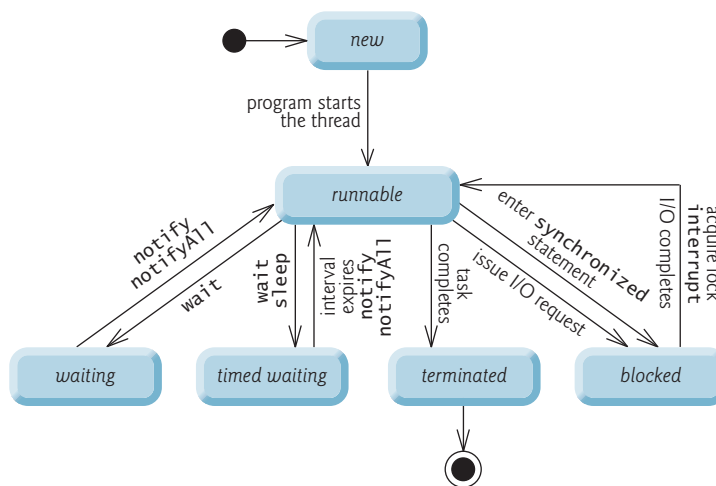 new
program starts
the thread
runnable
notify
notifyAll
wait
wait
sleep
interval
expires
notify
notifyAll
task
completes
enter synchronized
statement
issue I/O request
I/O completes
interrupt
acquire lock
waiting
timed waiting
terminated
blocked